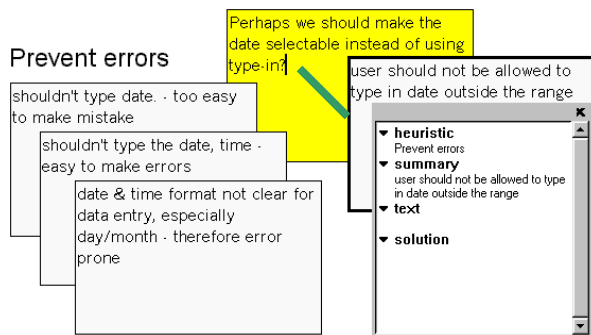 Prevent errors
Perhaps we should make the
date selectable instead of using
type-in?
user should not be allowed to
type in date outside the range
shouldn't type date. - too easy
to make mistake
shouldn't type the date, time -
easy to make errors
date & time format not clear for
data entry, especially
day/month - therefore error
prone
heuristic
Prevent errors
summary
user should not be allowed to type
in date outside the range
text
solution